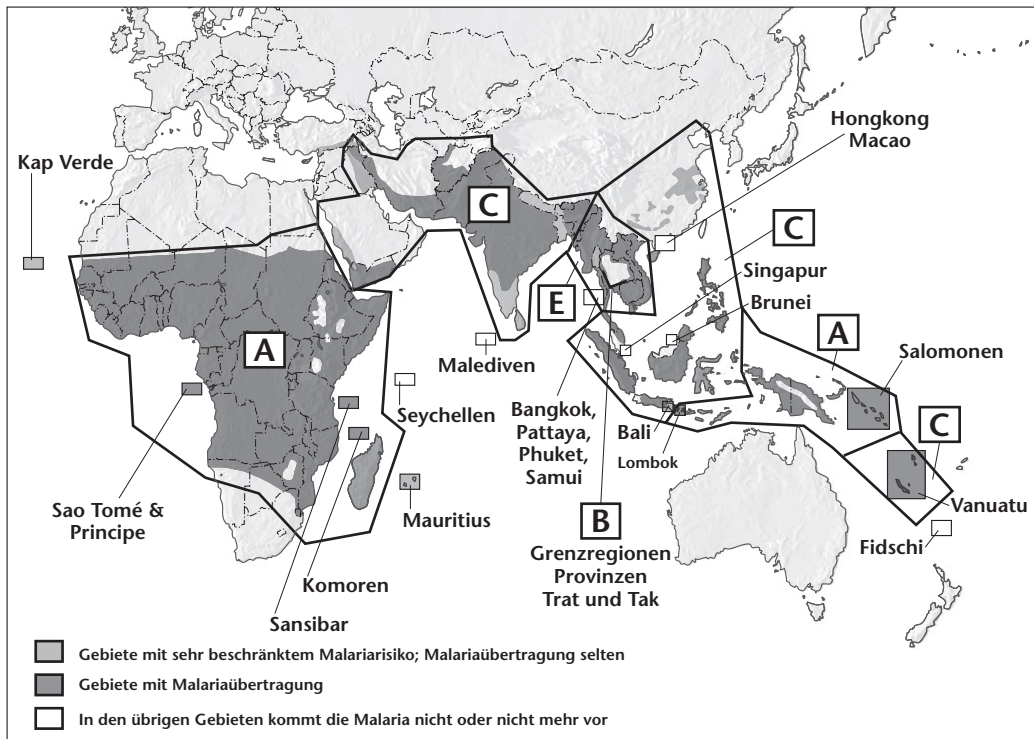 Hongkong
Macao
Kap Verde
C
C
Singapur
E
Brunei
A
A
Salomonen
Malediven
Seychellen
Bangkok,
Pattaya,
Phuket,
Samui
Bali
Lombok
C
Sao Tomé &
Principe
Mauritius
B
Vanuatu
Grenzregionen
Provinzen
Trat und Tak
Fidschi
Komoren
Sansibar
Gebiete mit sehr beschränktem Malariarisiko; Malariaübertragung selten
Gebiete mit Malariaübertragung
In den übrigen Gebieten kommt die Malaria nicht oder nicht mehr vor